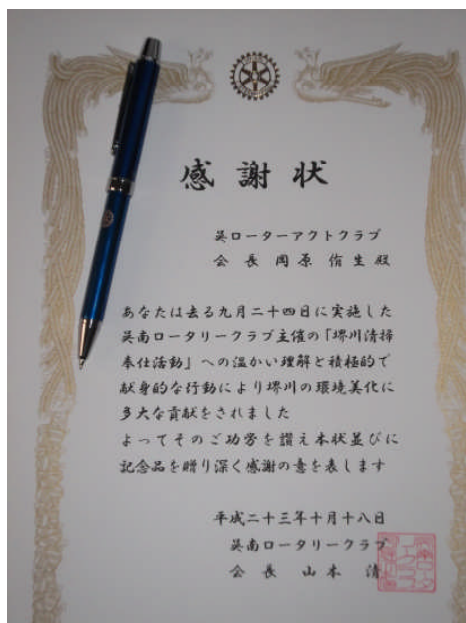 感謝状
呉ローターアクトクラブ
会長 岡原侑生殿
あなたは去る九月二十四日に実施した
呉南ロータリークラブ主催の「堺川清掃
奉仕活動」への温かい理解と積極的で
献身的な行動により堺川の環境美化に
多大な貢献をされました
よってそのご功労を讃え本状並びに
記念品を贈り深く感謝の意を表します
平成二十三年十月十八日
呉南ロータリークラブ
会長 山本清